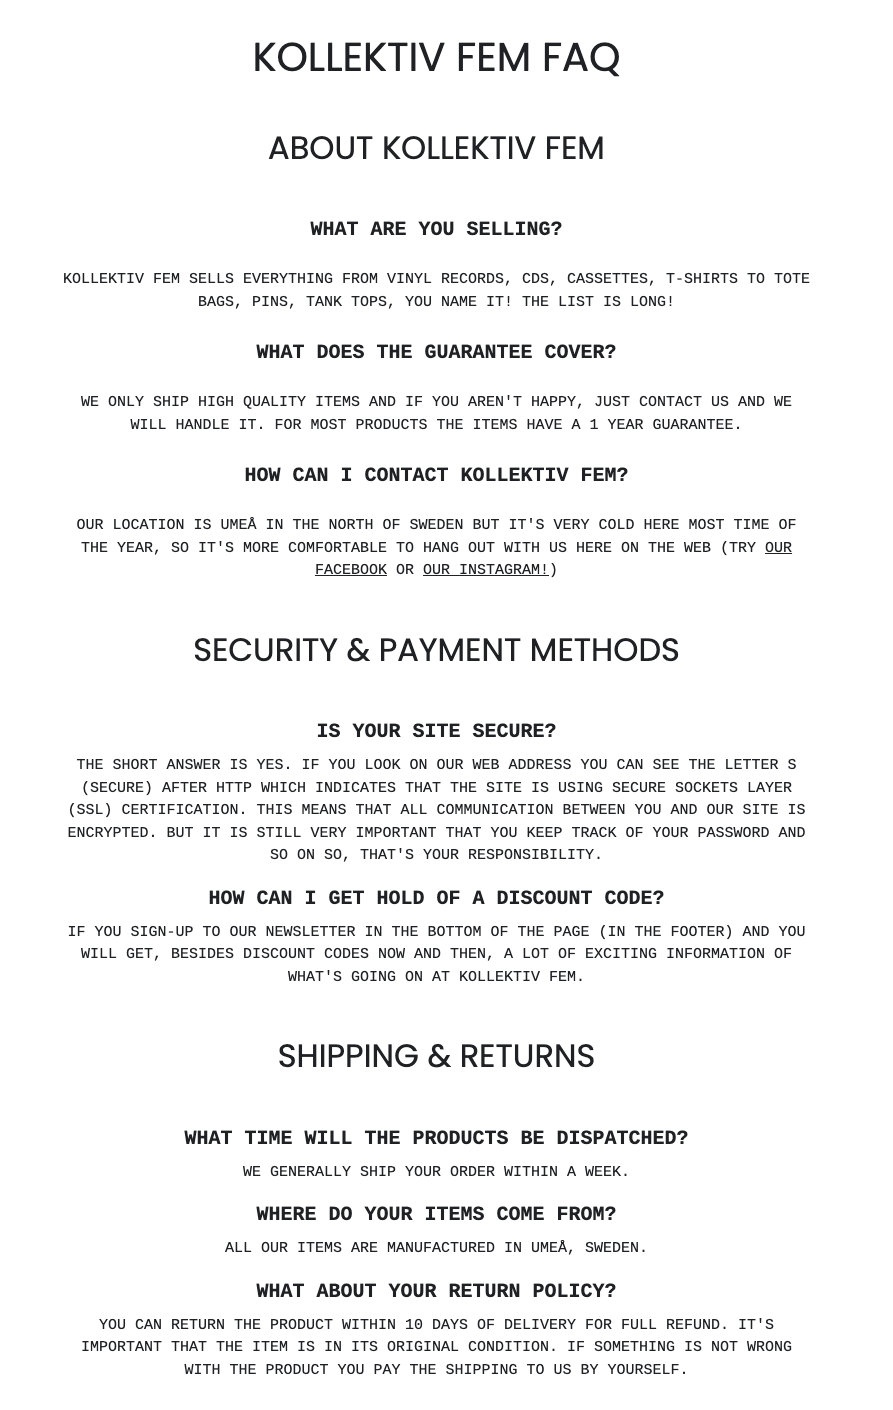 KOLLEKTIV FEM FAQ
ABOUT KOLLEKTIV FEM
WHAT ARE YOU SELLING?
KOLLEKTIV FEM SELLS EVERYTHING FROM VINYL RECORDS, CDS, CASSETTES, T-SHIRTS TO TOTE
BAGS, PINS, TANK TOPS, YOU NAME IT! THE LIST IS LONG!
WHAT DOES THE GUARANTEE COVER?
WE ONLY SHIP HIGH QUALITY ITEMS AND IF YOU AREN'T HAPPY, JUST CONTACT US AND WE
WILL HANDLE IT. FOR MOST PRODUCTS THE ITEMS HAVE A 1 YEAR GUARANTEE.
HOW CAN I CONTACT KOLLEKTIV FEM?
OUR LOCATION IS UMEÅ IN THE NORTH OF SWEDEN BUT IT'S VERY COLD HERE MOST TIME OF
THE YEAR, SO IT'S MORE COMFORTABLE TO HANG OUT WITH US HERE ON THE WEB (TRY OUR
FACEBOOK OR OUR INSTAGRAM!)
SECURITY & PAYMENT METHODS
IS YOUR SITE SECURE?
THE SHORT ANSWER IS YES. IF YOU LOOK ON OUR WEB ADDRESS YOU CAN SEE THE LETTER S
(SECURE) AFTER HTTP WHICH INDICATES THAT THE SITE IS USING SECURE SOCKETS LAYER
(SSL) CERTIFICATION. THIS MEANS THAT ALL COMMUNICATION BETWEEN YOU AND OUR SITE IS
ENCRYPTED. BUT IT IS STILL VERY IMPORTANT THAT YOU KEEP TRACK OF YOUR PASSWORD AND
SO ON SO, THAT'S YOUR RESPONSIBILITY.
HOW CAN I GET HOLD OF A DISCOUNT CODE?
IF YOU SIGN-UP TO OUR NEWSLETTER IN THE BOTTOM OF THE PAGE (IN THE FOOTER) AND YOU
WILL GET, BESIDES DISCOUNT CODES NOW AND THEN, A LOT OF EXCITING INFORMATION OF
WHAT'S GOING ON AT KOLLEKTIV FEM.
SHIPPING & RETURNS
WHAT TIME WILL THE PRODUCTS BE DISPATCHED?
WE GENERALLY SHIP YOUR ORDER WITHIN A WEEK.
WHERE DO YOUR ITEMS COME FROM?
ALL OUR ITEMS ARE MANUFACTURED IN UMEÅ, SWEDEN.
WHAT ABOUT YOUR RETURN POLICY?
YOU CAN RETURN THE PRODUCT WITHIN 10 DAYS OF DELIVERY FOR FULL REFUND. IT'S
IMPORTANT THAT THE ITEM IS IN ITS ORIGINAL CONDITION. IF SOMETHING IS NOT WRONG
WITH THE PRODUCT YOU PAY THE SHIPPING TO US BY YOURSELF.